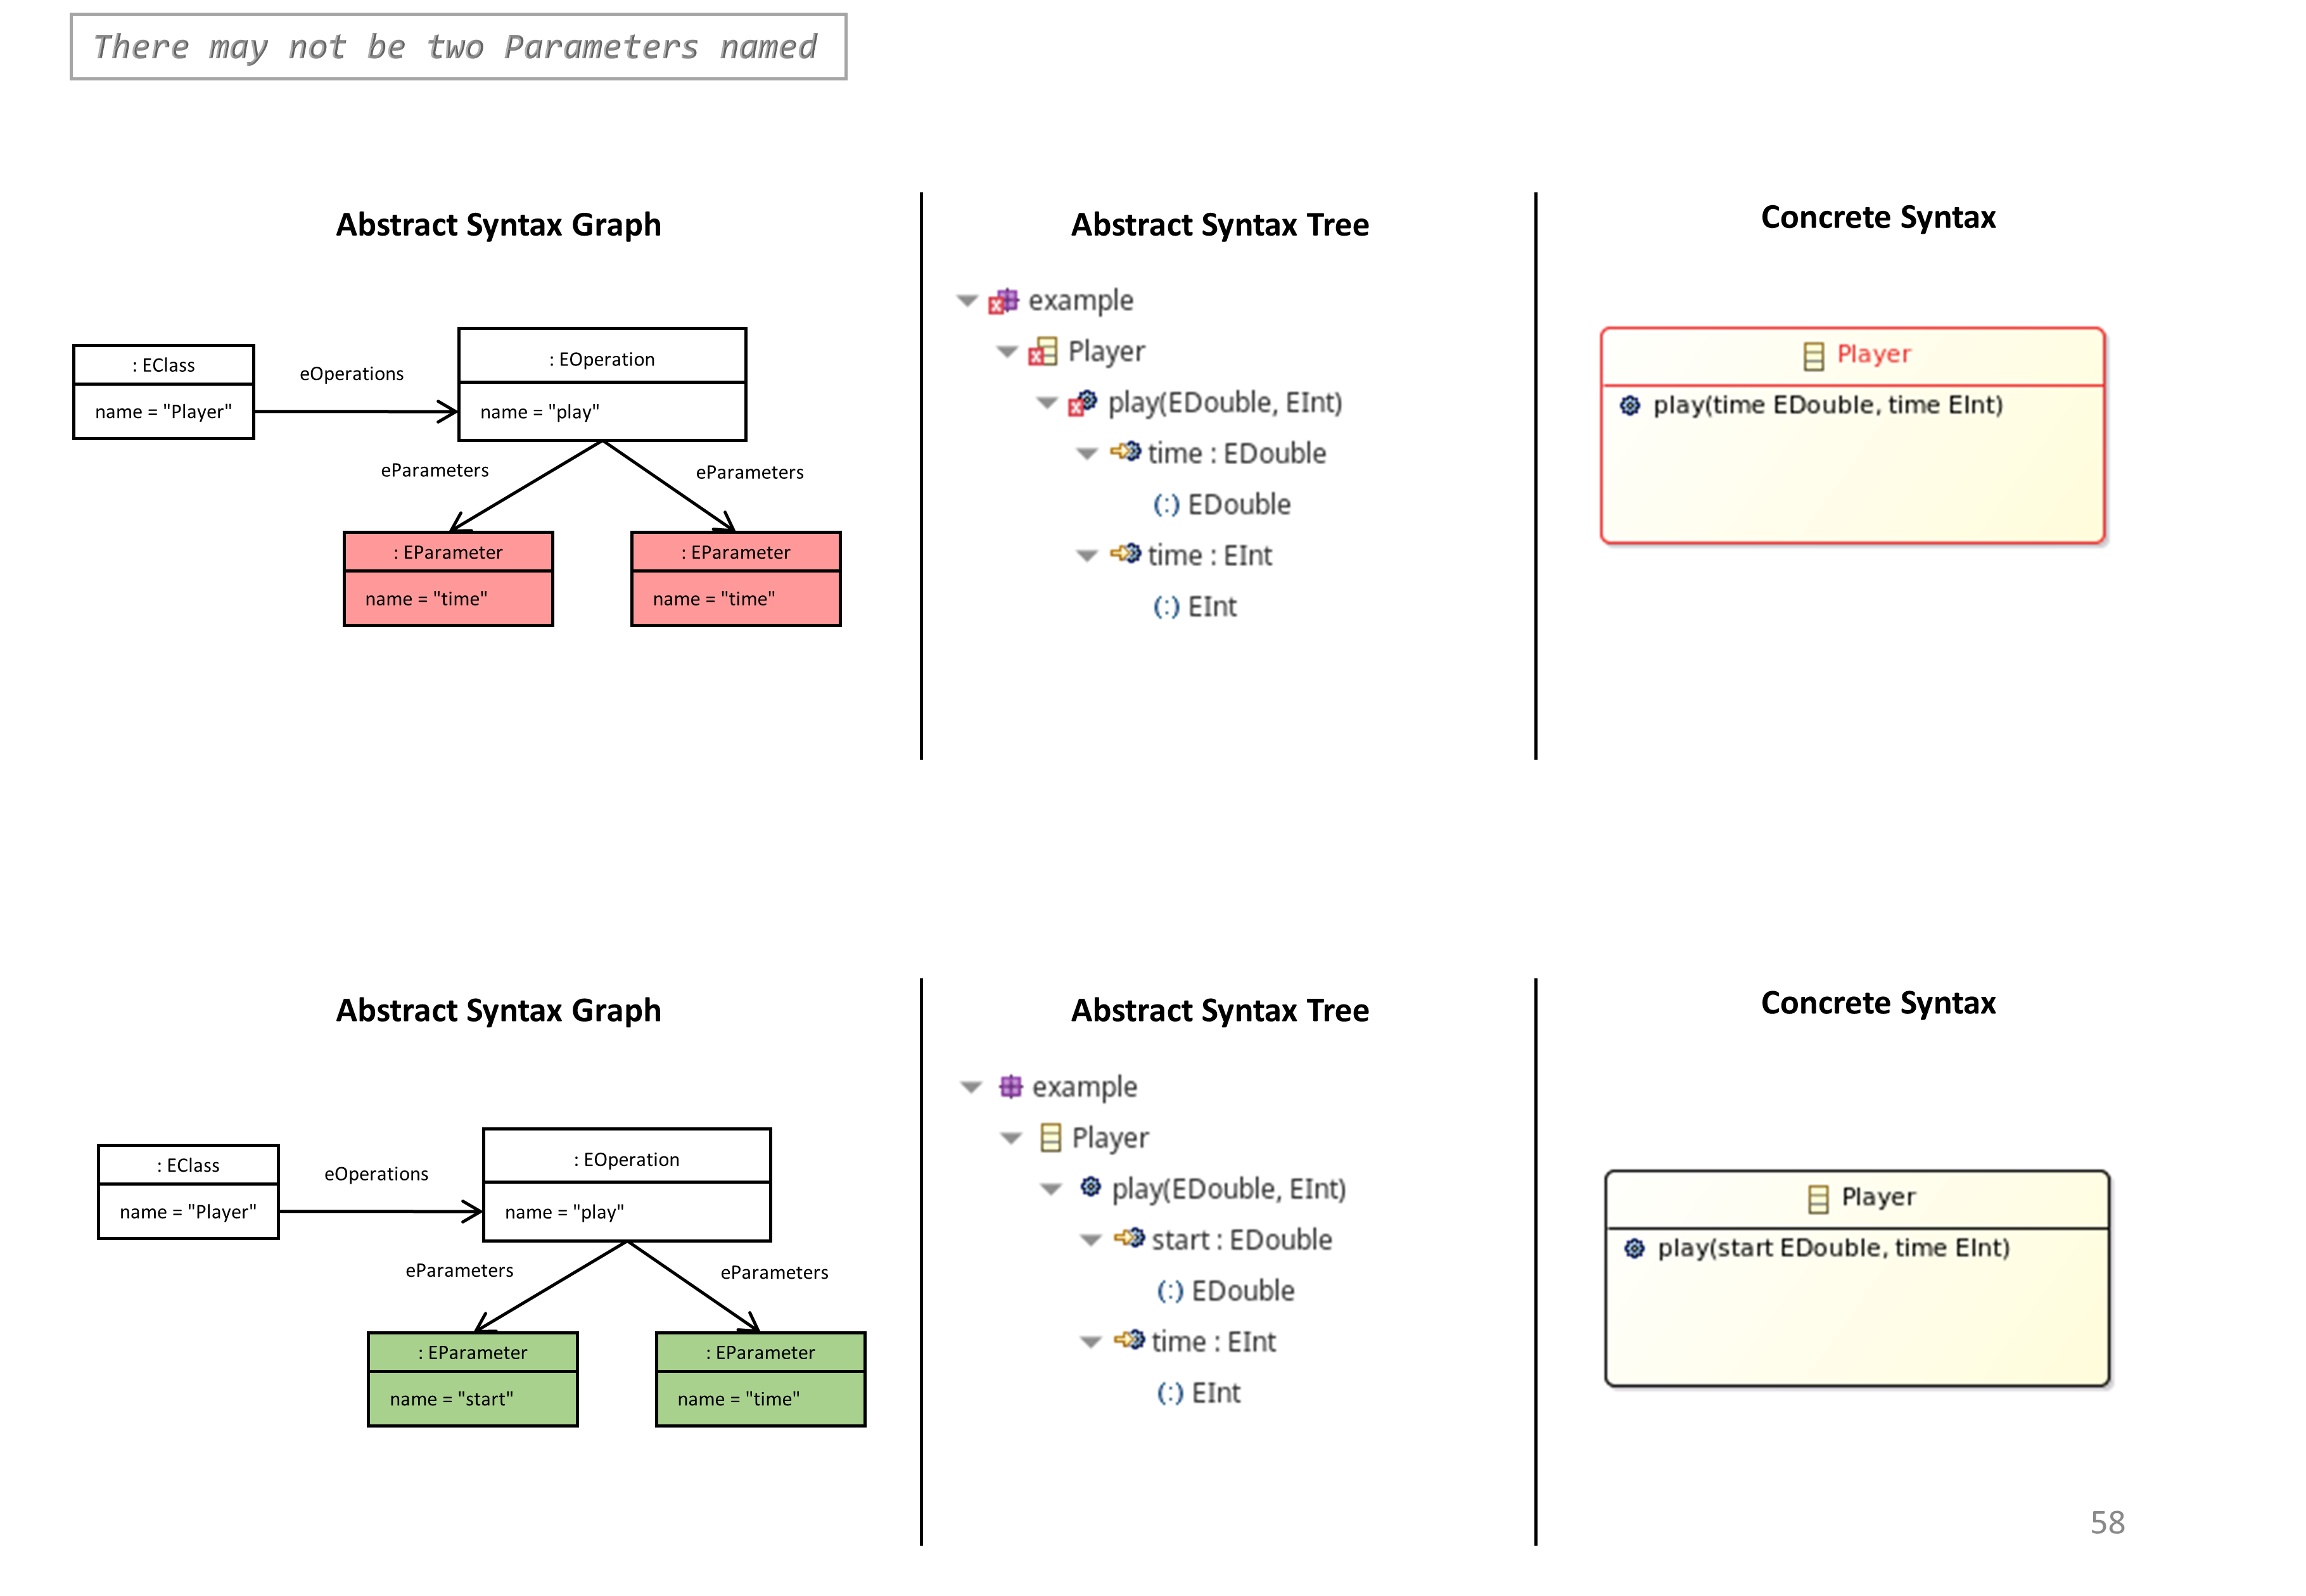 There may not be two Parameters named
Abstract Syntax Graph
: EClass
name = "Player"
eOperations
: EOperation
name = "play"
eParameters
eParameters
: EParameter
name = "time"
: EParameter
name = "time"
Abstract Syntax Tree
example
Player
play(EDouble, EInt)
time : EDouble
(:) EDouble
time : EInt
(:) EInt
Concrete Syntax
Player
play(time EDouble, time EInt)
Abstract Syntax Graph
: EClass
name = "Player"
eOperations
: EOperation
name = "play"
eParameters
eParameters
: EParameter
name = "start"
: EParameter
name = "time"
Abstract Syntax Tree
example
Player
play(EDouble, EInt)
start : EDouble
(:) EDouble
time : EInt
(:) EInt
Concrete Syntax
Player
play(start EDouble, time EInt)
58